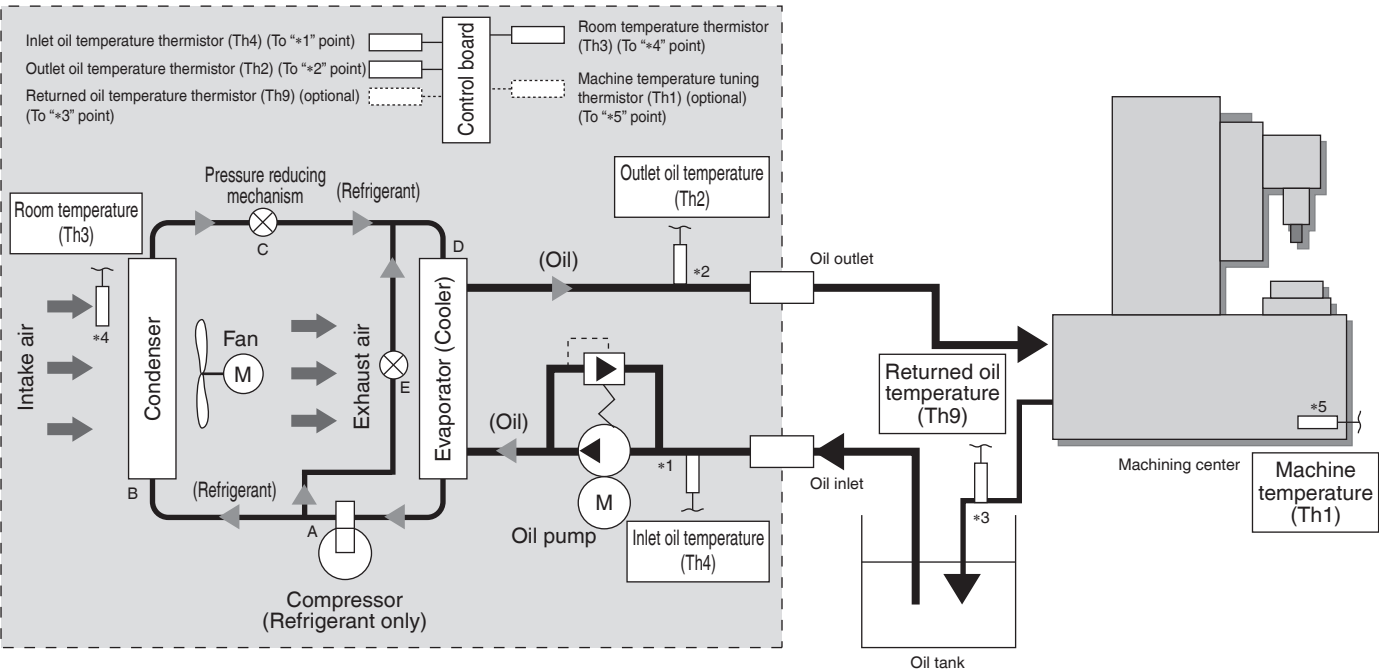 Inlet oil temperature thermistor (Th4) (To “*1” point)
Outlet oil temperature thermistor (Th2) (To “*2” point)
Returned oil temperature thermistor (Th9) (optional)
(To “*3” point)
Control board
Room temperature thermistor
(Th3) (To “*4” point)
Machine temperature tuning
thermistor (Th1) (optional)
(To “*5” point)
Pressure reducing
mechanism
(Refrigerant)
Room temperature
(Th3)
C
D
Outlet oil temperature
(Th2)
(Oil)
*2
Oil outlet
*4
Intake air
Condenser
Fan
M
Exhaust air
E
Evaporator (Cooler)
Returned oil
temperature
(Th9)
*5
(Oil)
*1
Oil inlet
Machining center
Machine
temperature
(Th1)
B
(Refrigerant)
A
M
Oil pump
Inlet oil temperature
(Th4)
*3
Compressor
(Refrigerant only)
Oil tank